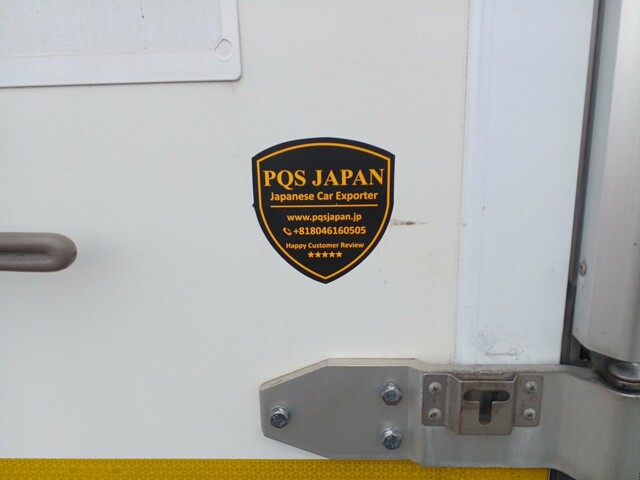 PQS JAPAN
Japanese Car Exporter
www.pqsjapan.jp
+818046160505
Happy Customer Review